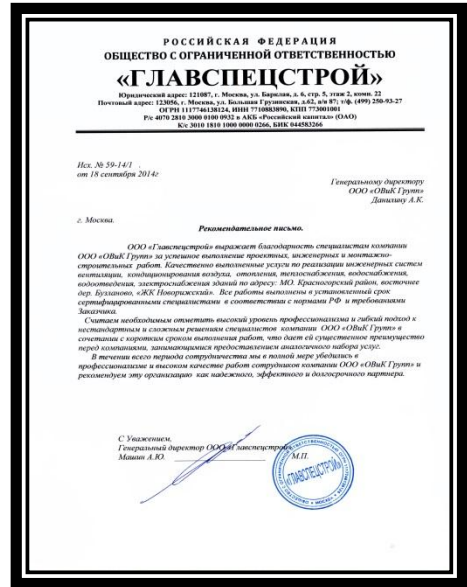 РОССИЙСКАЯ ФЕДЕРАЦИЯ
ОБЩЕСТВО С ОГРАНИЧЕННОЙ ОТВЕТСТВЕННОСТЬЮ
«ГЛАВСПЕЦСТРОЙ»
Юридический адрес: 121087, г. Москва, ул. Барклая, д. 6, стр. 5, этаж 2, комн. 22
Почтовый адрес: 123056, г. Москва, ул. Большая Грузинская, д.62, а/я 87; т/ф. (499) 250-93-27
ОГРН 1117746138124, ИНН 7710883890, КПП 773001001
Р/с 4070 2810 3000 0100 0932 в АКБ «Российский капитал» (ОАО)
К/с 3010 1810 1000 0000 0266, БИК 044583266
Исх. № 59-14/1 .
от 18 сентября 2014г
Генеральному директору
ООО «ОВиК Групп»
Данилину А.К.
г. Москва.
Рекомендательное письмо.
ООО «Главспецстрой» выражает благодарность специалистам компании
ООО «ОВиК Групп» за успешное выполнение проектных, инженерных и монтажно-
строительных работ. Качественно выполненные услуги по реализации инженерных систем
вентиляции, кондиционирования воздуха, отопления, теплоснабжения, водоснабжения,
водоотведения, электроснабжения зданий по адресу: МО. Красногорский район, восточнее
дер. Бузланово, «ЖК Новорижский». Все работы выполнены в установленный срок
сертифицированными специалистами в соответствии с нормами РФ и требованиями
Заказчика.
Считаем необходимым отметить высокий уровень профессионализма и гибкий подход к
нестандартным и сложным решениям специалистов компании ООО «ОВиК Групп» в
сочетании с коротким сроком выполнения работ, что дает ей существенное преимущество
перед компаниями, занимающимися предоставлением аналогичного набора услуг.
В течении всего периода сотрудничества мы в полной мере убедились в
профессионализме и высоком качестве работ сотрудников компании ООО «ОВиК Групп» и
рекомендуем эту организацию как надежного, эффектного и долгосрочного партнера.
С Уважением,
Генеральный директор ООО «Главспецстрой»
Машин А.Ю. М.П.
«ГЛАВСПЕЦСТРОЙ»